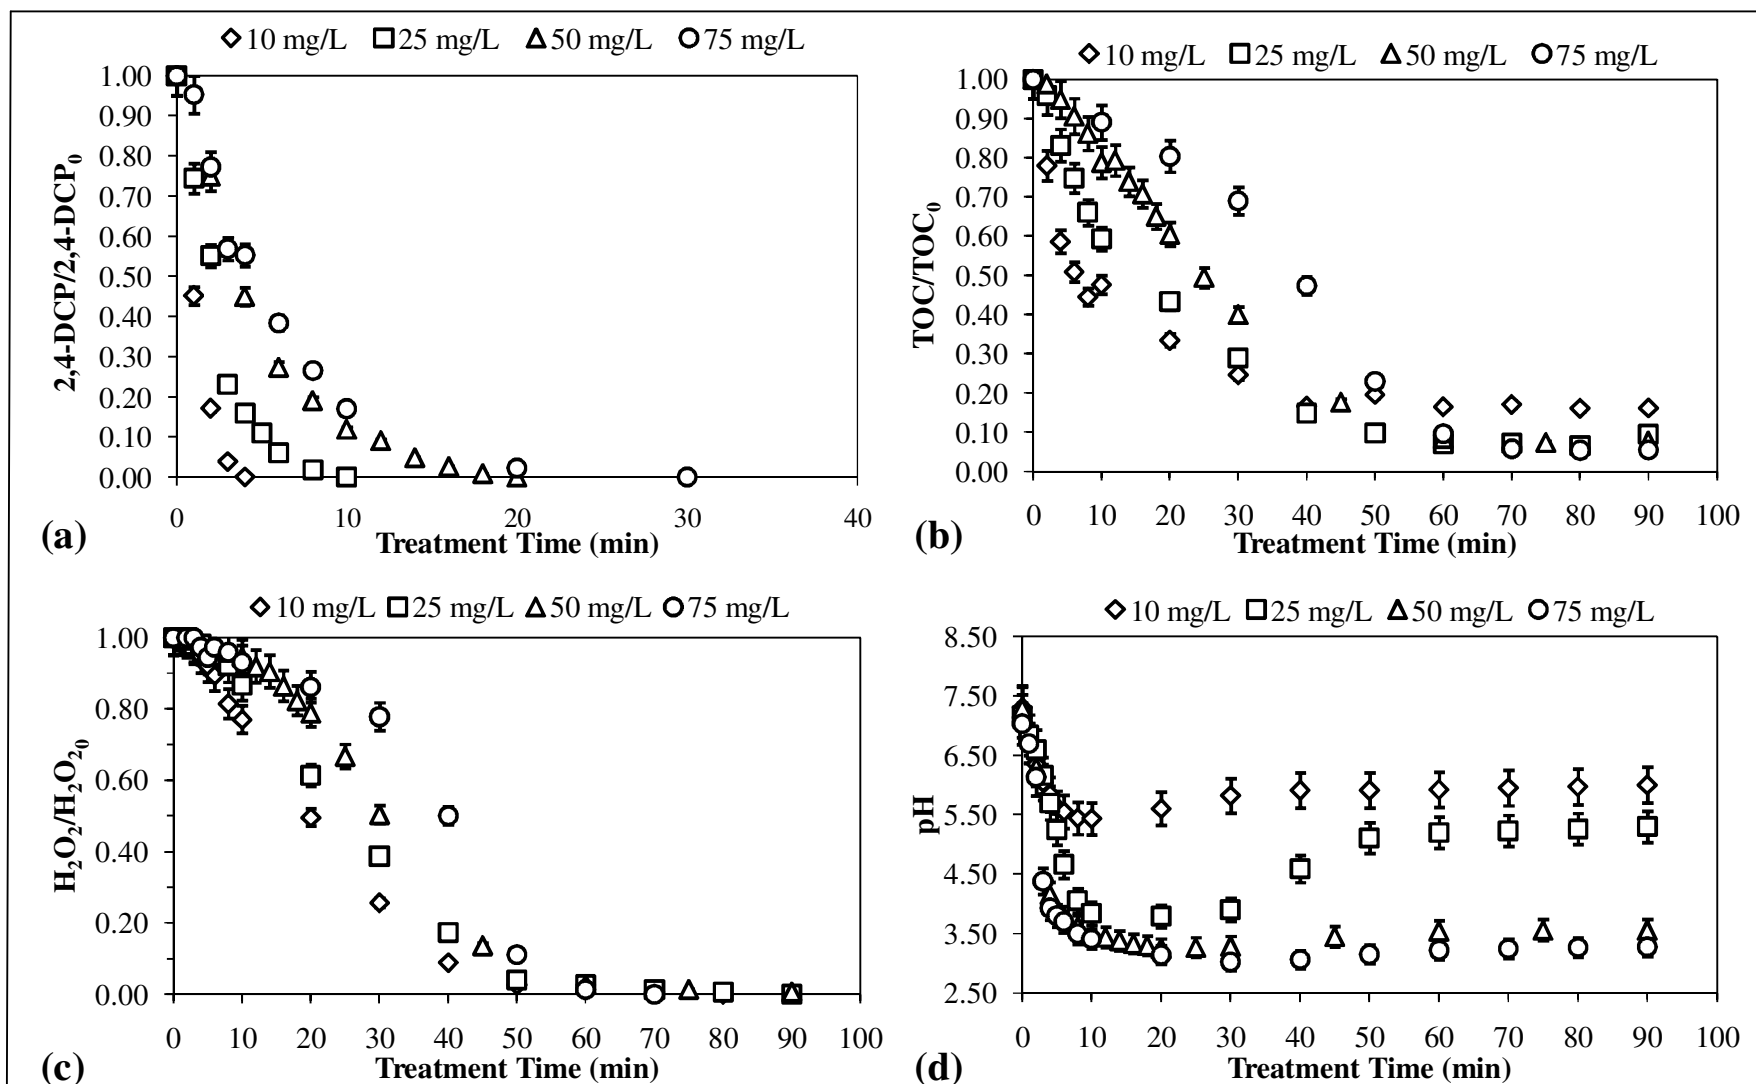 ◇ 10 mg/L □ 25 mg/L △ 50 mg/L ○ 75 mg/L
1.00
0.90
0.80
0.70
0.60
0.50
0.40
0.30
0.20
0.10
0.00
2,4-DCP/2,4-DCP₀
0 10 20 30 40
(a) Treatment Time (min)
◇ 10 mg/L □ 25 mg/L △ 50 mg/L ○ 75 mg/L
1.00
0.90
0.80
0.70
0.60
0.50
0.40
0.30
0.20
0.10
0.00
TOC/TOC₀
0 10 20 30 40 50 60 70 80 90 100
(b) Treatment Time (min)
◇ 10 mg/L □ 25 mg/L △ 50 mg/L ○ 75 mg/L
1.00
0.80
0.60
0.40
0.20
0.00
H₂O₂/H₂O₂₀
0 10 20 30 40 50 60 70 80 90 100
(c) Treatment Time (min)
◇ 10 mg/L □ 25 mg/L △ 50 mg/L ○ 75 mg/L
8.50
7.50
6.50
5.50
4.50
3.50
2.50
pH
0 10 20 30 40 50 60 70 80 90 100
(d) Treatment Time (min)